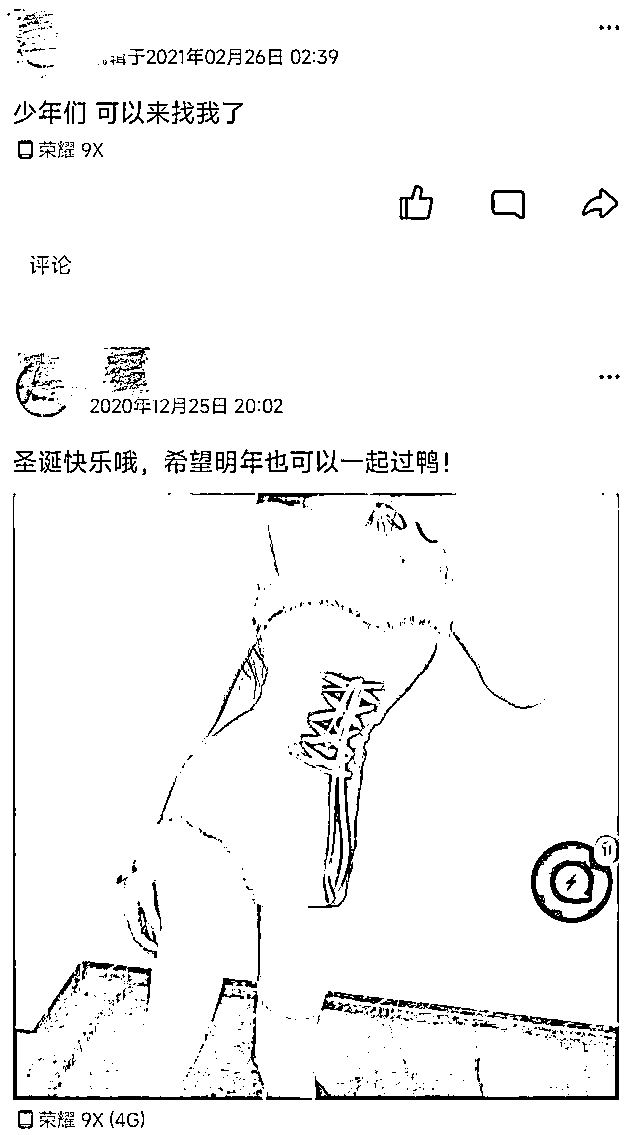 辑于2021年02月26日 02:39
少年们 可以来找我了
荣耀 9X
评论
2020年12月25日 20:02
圣诞快乐哦，希望明年也可以一起过鸭！
荣耀 9X (4G)